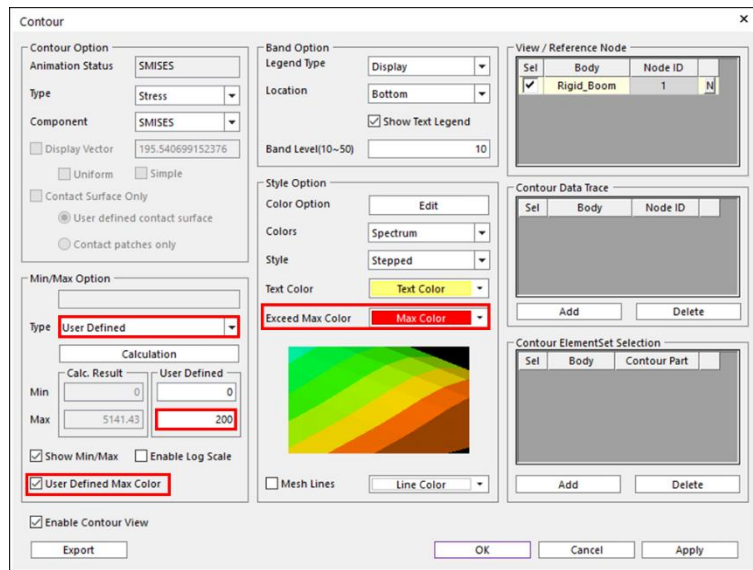 Contour
Contour Option
Animation Status SMISES
Type Stress
Component SMISES
Display Vector 195.540699152376
Uniform Simple
Contact Surface Only
User defined contact surface
Contact patches only
Min/Max Option
Type User Defined
Calculation
Calc. Result User Defined
Min 0 0
Max 5141.43 200
Show Min/Max Enable Log Scale
User Defined Max Color
Enable Contour View
Export
Band Option
Legend Type Display
Location Bottom
Show Text Legend
Band Level(10~50) 10
Style Option
Color Option Edit
Colors Spectrum
Style Stepped
Text Color Text Color
Exceed Max Color Max Color
Mesh Lines Line Color
View / Reference Node
Sel Body Node ID
Rigid_Boom 1 N
Contour Data Trace
Sel Body Node ID
Add Delete
Contour ElementSet Selection
Sel Body Contour Part
Add Delete
OK Cancel Apply